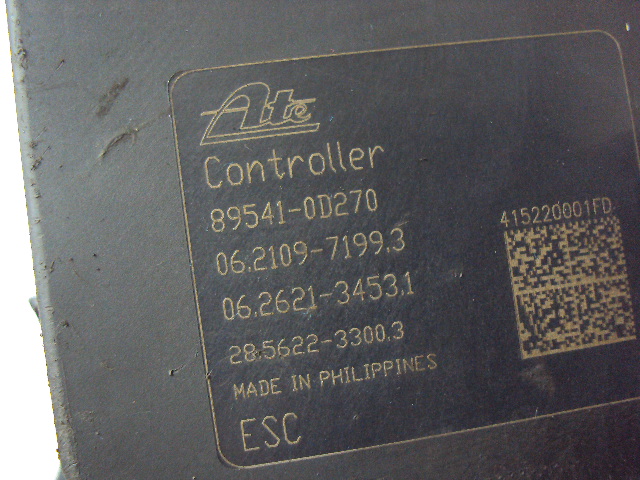 Ate
Controller
89541-0D270
06.2109-7199.3
06.2621-3453.1
28.5622-3300.3
MADE IN PHILIPPINES
ESC
415220001FD